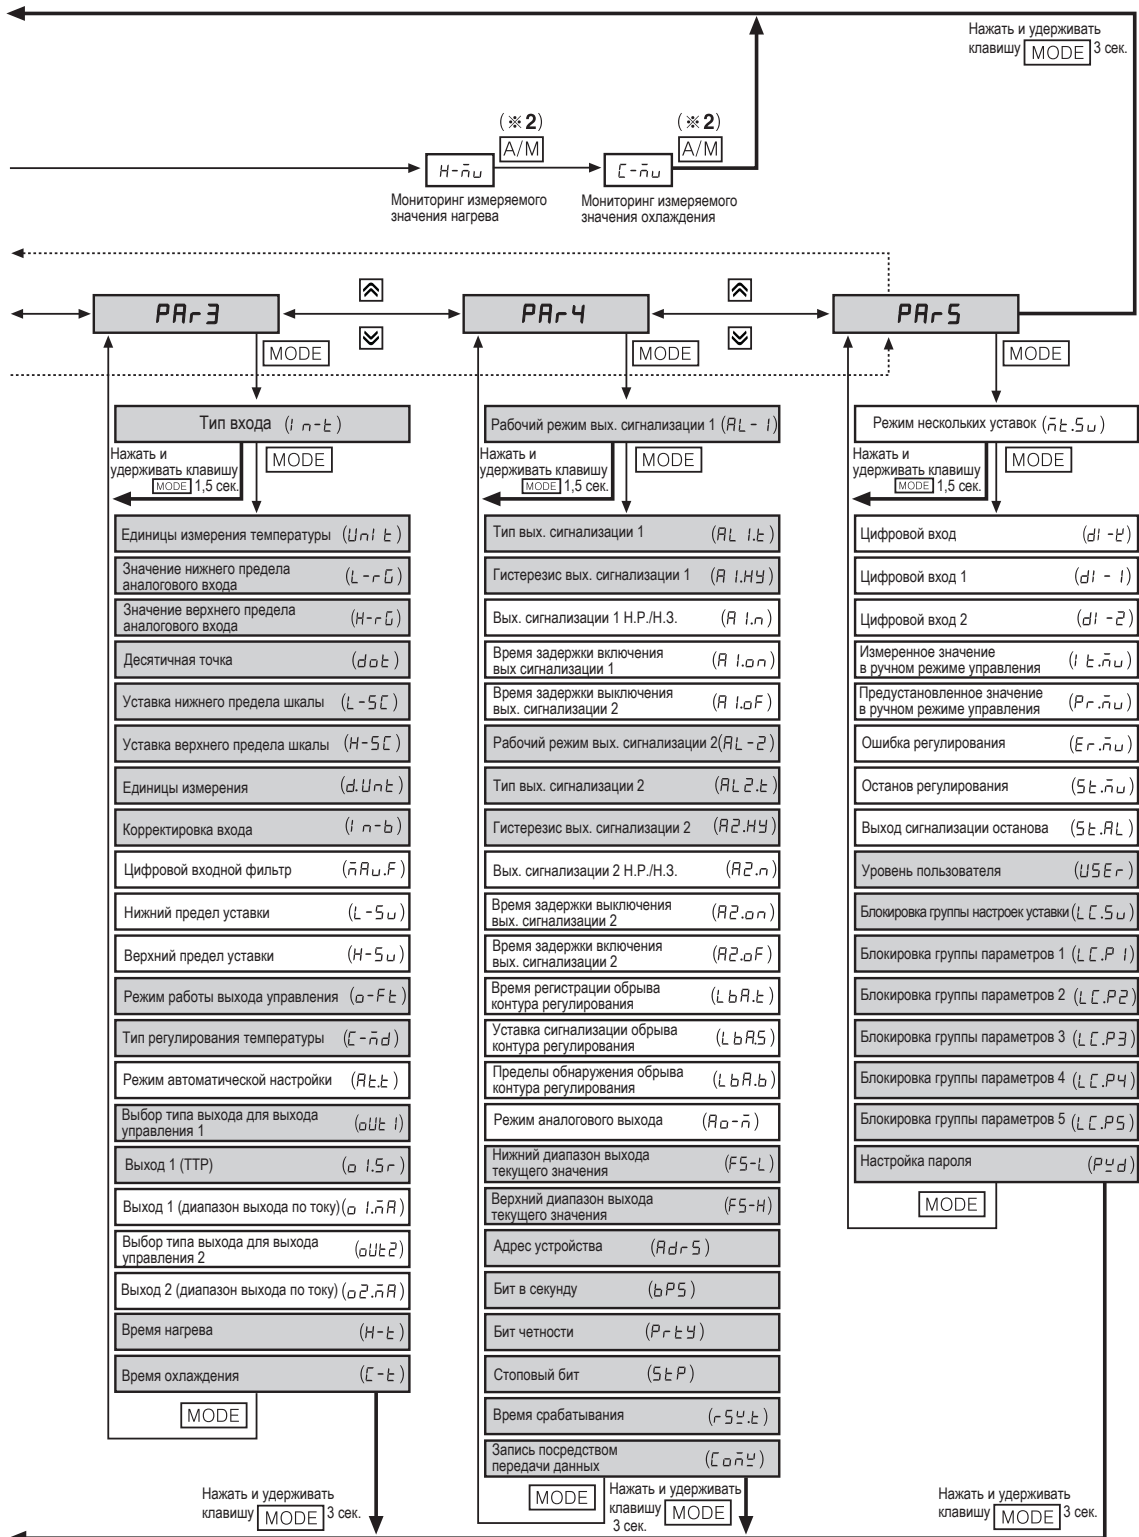 Нажать и удерживать
клавишу MODE 3 сек.
(※2)
A/M
(※2)
A/M
H-n̄u
C-n̄u
Мониторинг измеряемого
значения нагрева
Мониторинг измеряемого
значения охлаждения
PAr3
PAr4
PAr5
MODE
MODE
MODE
Тип входа (In-t)
Нажать и
удерживать клавишу
MODE 1,5 сек.
MODE
Единицы измерения температуры (UnIt)
Значение нижнего предела
аналогового входа (L-rG)
Значение верхнего предела
аналогового входа (H-rG)
Десятичная точка (dot)
Уставка нижнего предела шкалы (L-SC)
Уставка верхнего предела шкалы (H-SC)
Единицы измерения (d.Unt)
Корректировка входа (In-b)
Цифровой входной фильтр (n̄Au.F)
Нижний предел уставки (L-Su)
Верхний предел уставки (H-Su)
Режим работы выхода управления (o-Ft)
Тип регулирования температуры (C-n̄d)
Режим автоматической настройки (At.t)
Выбор типа выхода для выхода
управления 1 (oUt1)
Выход 1 (ТТР) (o1.Sr)
Выход 1 (диапазон выхода по току) (o1.n̄A)
Выбор типа выхода для выхода
управления 2 (oUt2)
Выход 2 (диапазон выхода по току) (o2.n̄A)
Время нагрева (H-t)
Время охлаждения (C-t)
MODE
Нажать и удерживать
клавишу MODE 3 сек.
Рабочий режим вых. сигнализации 1 (AL-1)
Нажать и
удерживать клавишу
MODE 1,5 сек.
MODE
Тип вых. сигнализации 1 (AL1.t)
Гистерезис вых. сигнализации 1 (A1.HY)
Вых. сигнализации 1 Н.Р./Н.З. (A1.n)
Время задержки включения
вых сигнализации 1 (A1.on)
Время задержки выключения
вых. сигнализации 2 (A1.oF)
Рабочий режим вых. сигнализации 2(AL-2)
Тип вых. сигнализации 2 (AL2.t)
Гистерезис вых. сигнализации 2 (A2.HY)
Вых. сигнализации 2 Н.Р./Н.З. (A2.n)
Время задержки выключения
вых. сигнализации 2 (A2.on)
Время задержки включения
вых. сигнализации 2 (A2.oF)
Время регистрации обрыва
контура регулирования (LbA.t)
Уставка сигнализации обрыва
контура регулирования (LbA.S)
Пределы обнаружения обрыва
контура регулирования (LbA.b)
Режим аналогового выхода (Ao-n̄)
Нижний диапазон выхода
текущего значения (FS-L)
Верхний диапазон выхода
текущего значения (FS-H)
Адрес устройства (AdrS)
Бит в секунду (bPS)
Бит четности (PrtY)
Стоповый бит (StP)
Время срабатывания (rSW.t)
Запись посредством
передачи данных (Con̄W)
MODE
Нажать и удерживать
клавишу MODE
3 сек.
Режим нескольких уставок (n̄t.Su)
Нажать и
удерживать клавишу
MODE 1,5 сек.
MODE
Цифровой вход (dI-K)
Цифровой вход 1 (dI-1)
Цифровой вход 2 (dI-2)
Измеренное значение
в ручном режиме управления (It.n̄u)
Предустановленное значение
в ручном режиме управления (Pr.n̄u)
Ошибка регулирования (Er.n̄u)
Останов регулирования (St.n̄u)
Выход сигнализации останова (St.AL)
Уровень пользователя (USEr)
Блокировка группы настроек уставки(LC.Su)
Блокировка группы параметров 1 (LC.P1)
Блокировка группы параметров 2 (LC.P2)
Блокировка группы параметров 3 (LC.P3)
Блокировка группы параметров 4 (LC.P4)
Блокировка группы параметров 5 (LC.P5)
Настройка пароля (PWd)
MODE
Нажать и удерживать
клавишу MODE 3 сек.